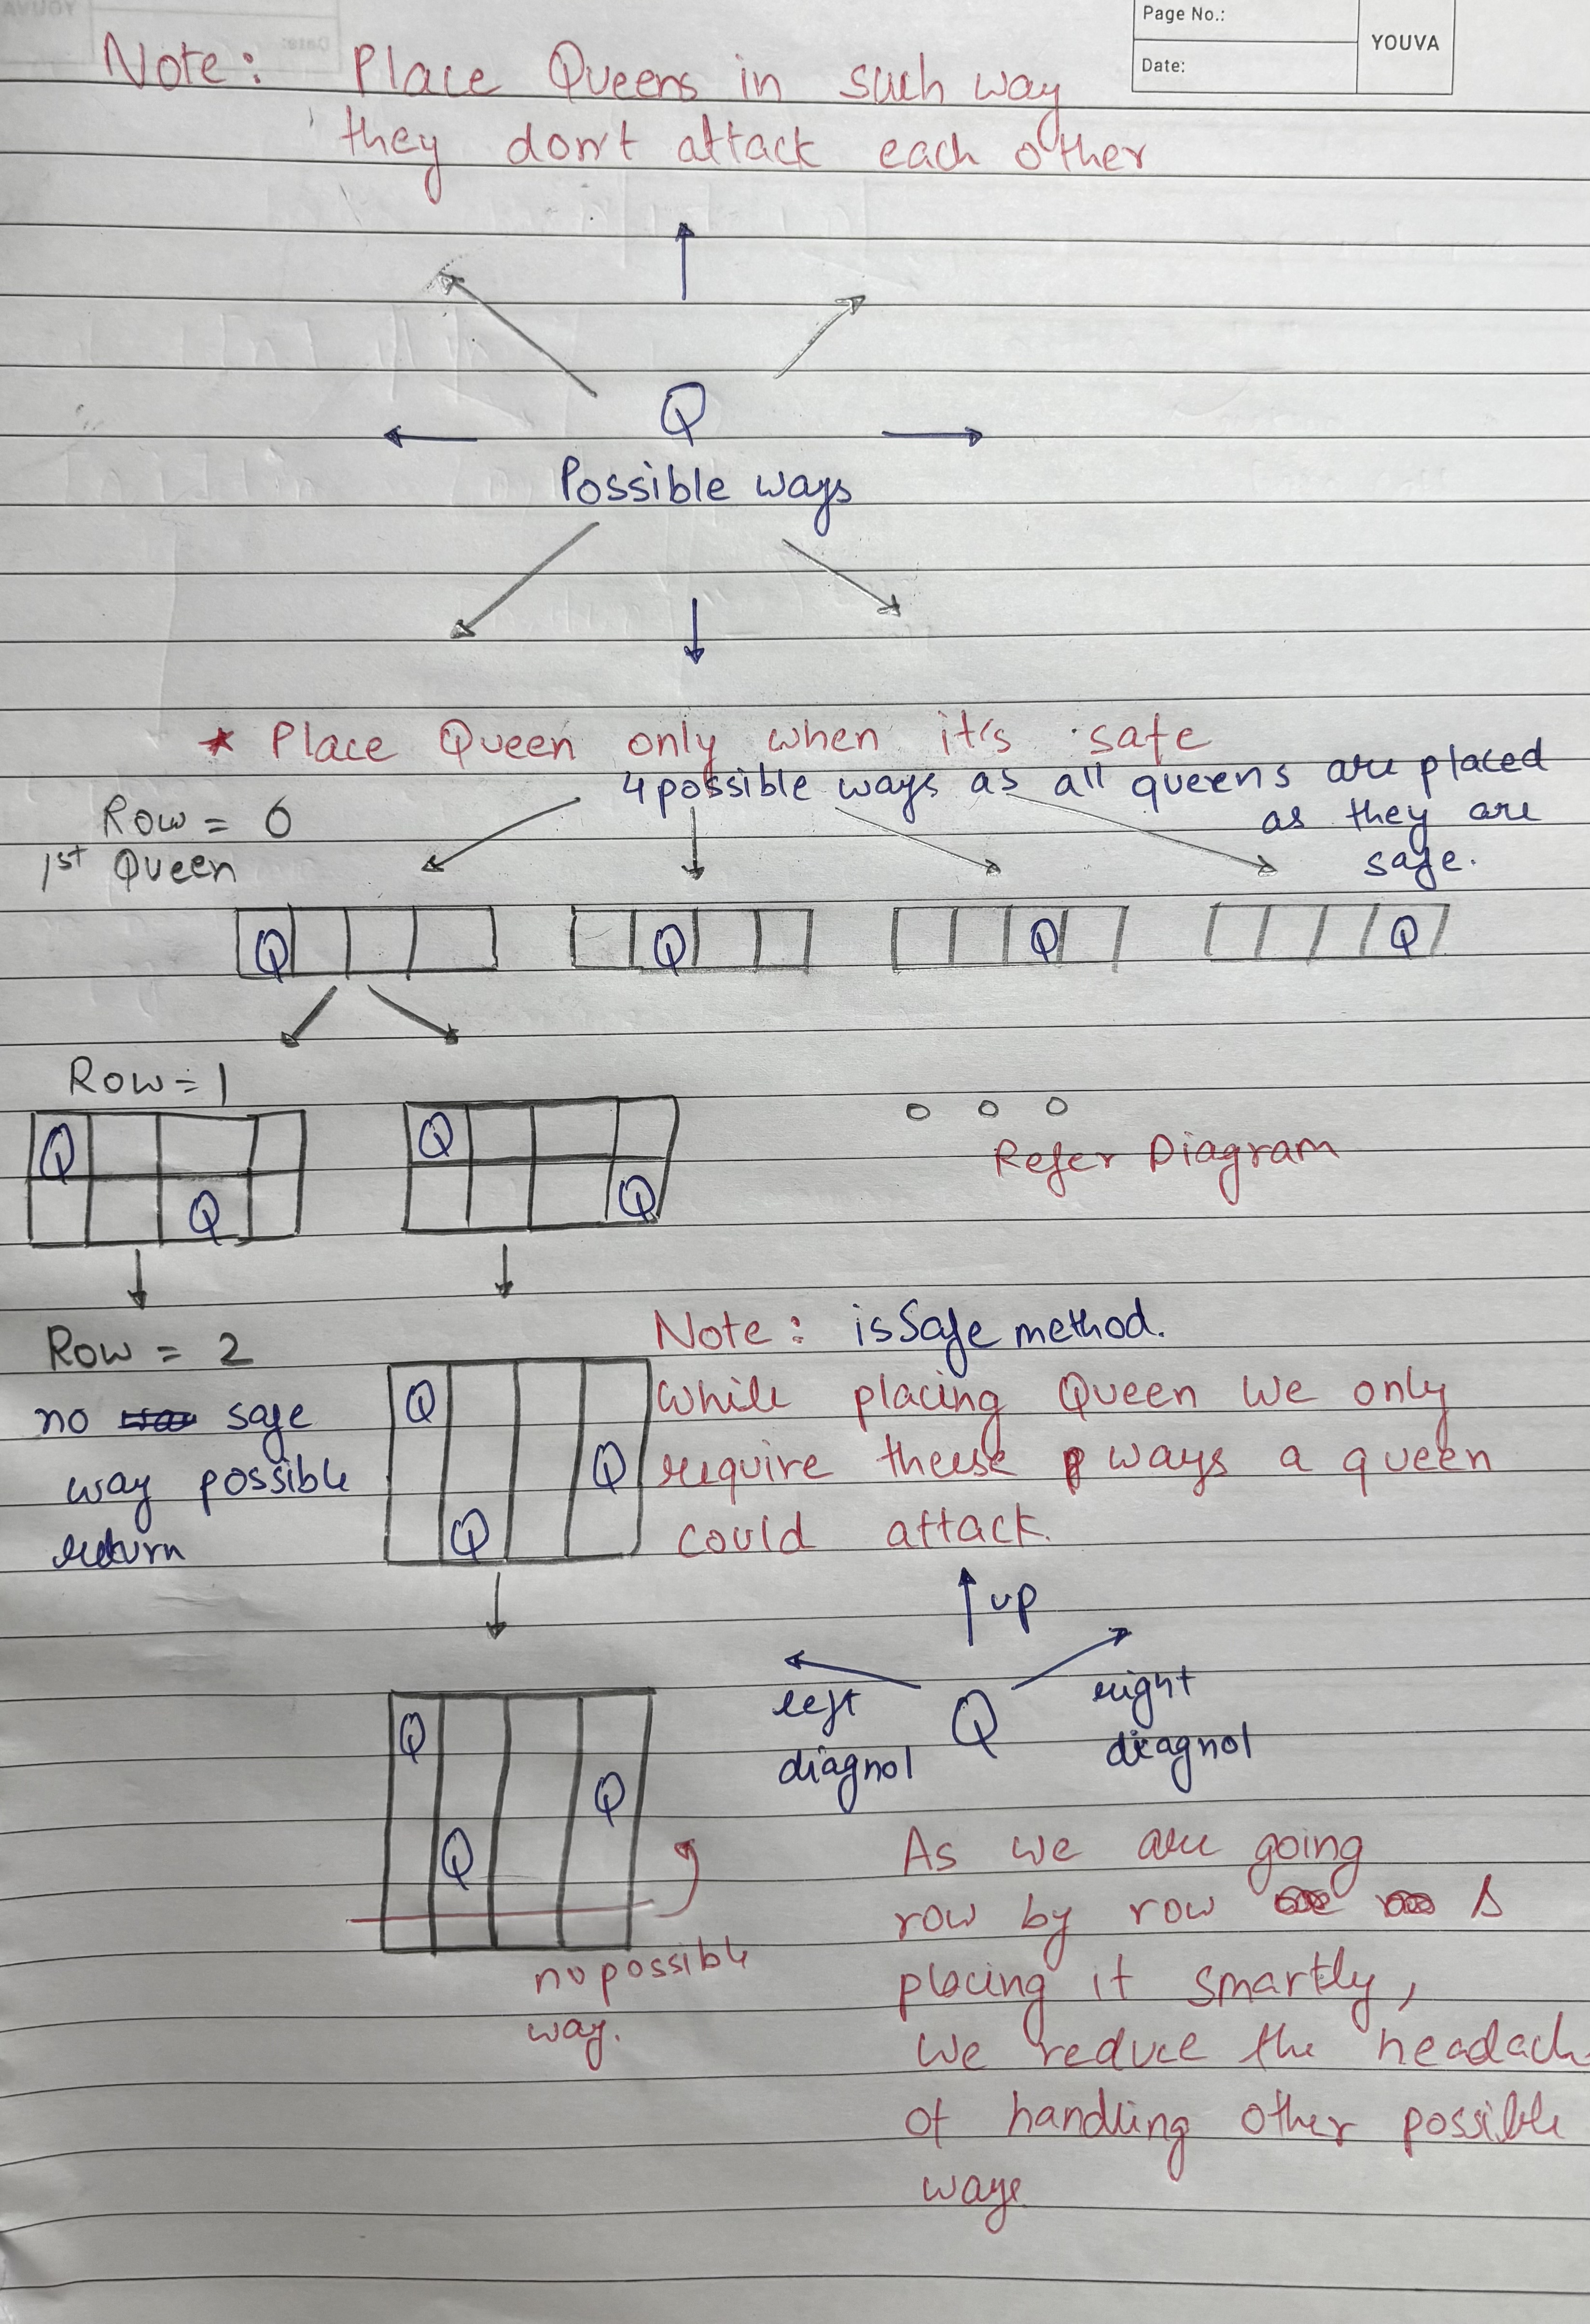 Page No.:
Date:
YOUVA
Note: Place Queens in such way
they don't attack each other
Q
Possible ways
* Place Queen only when it's safe
4 possible ways as all queens are placed
as they are
safe.
Row = 0
1st Queen
Q Q Q Q
Row = 1
Q
Q
Q
Q
Refer Diagram
Row = 2
no safe
way possible
return
Q
Q
Q
Note: isSafe method.
While placing Queen We only
require theese ways a queen
could attack.
up
left
diagnol
Q
right
diagnol
Q
Q
Q
no possible
way.
As we are going
row by row
placing it smartly,
We reduce the headach
of handling other possible
ways